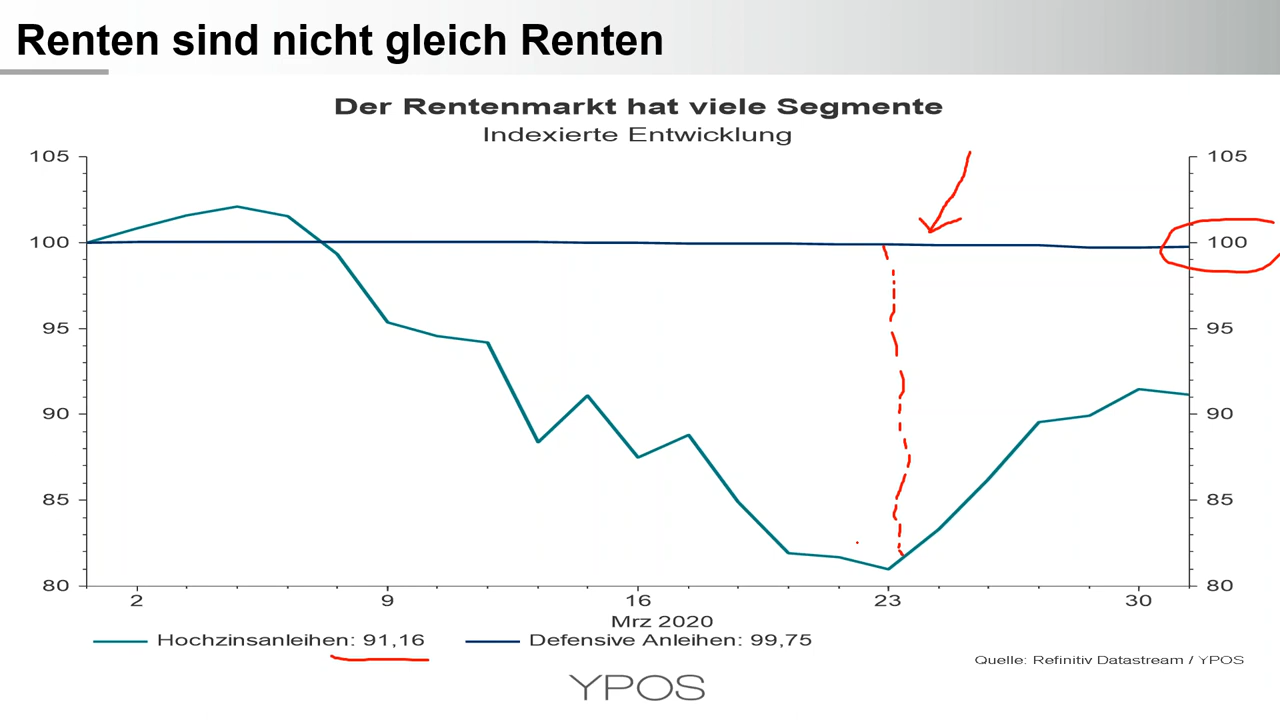 Renten sind nicht gleich Renten
Der Rentenmarkt hat viele Segmente
Indexierte Entwicklung
105 105
100 100
95 95
90 90
85 85
80 80
2 9 16 23 30
Mrz 2020
Hochzinsanleihen: 91,16 Defensive Anleihen: 99,75
Quelle: Refinitiv Datastream / YPOS
YPOS